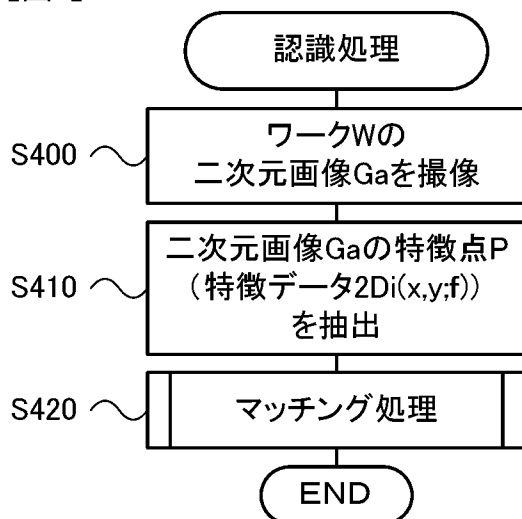 認識処理
S400
ワークWの
二次元画像Gaを撮像
S410
二次元画像Gaの特徴点P
(特徴データ2Di(x,y;f))
を抽出
S420
マッチング処理
END